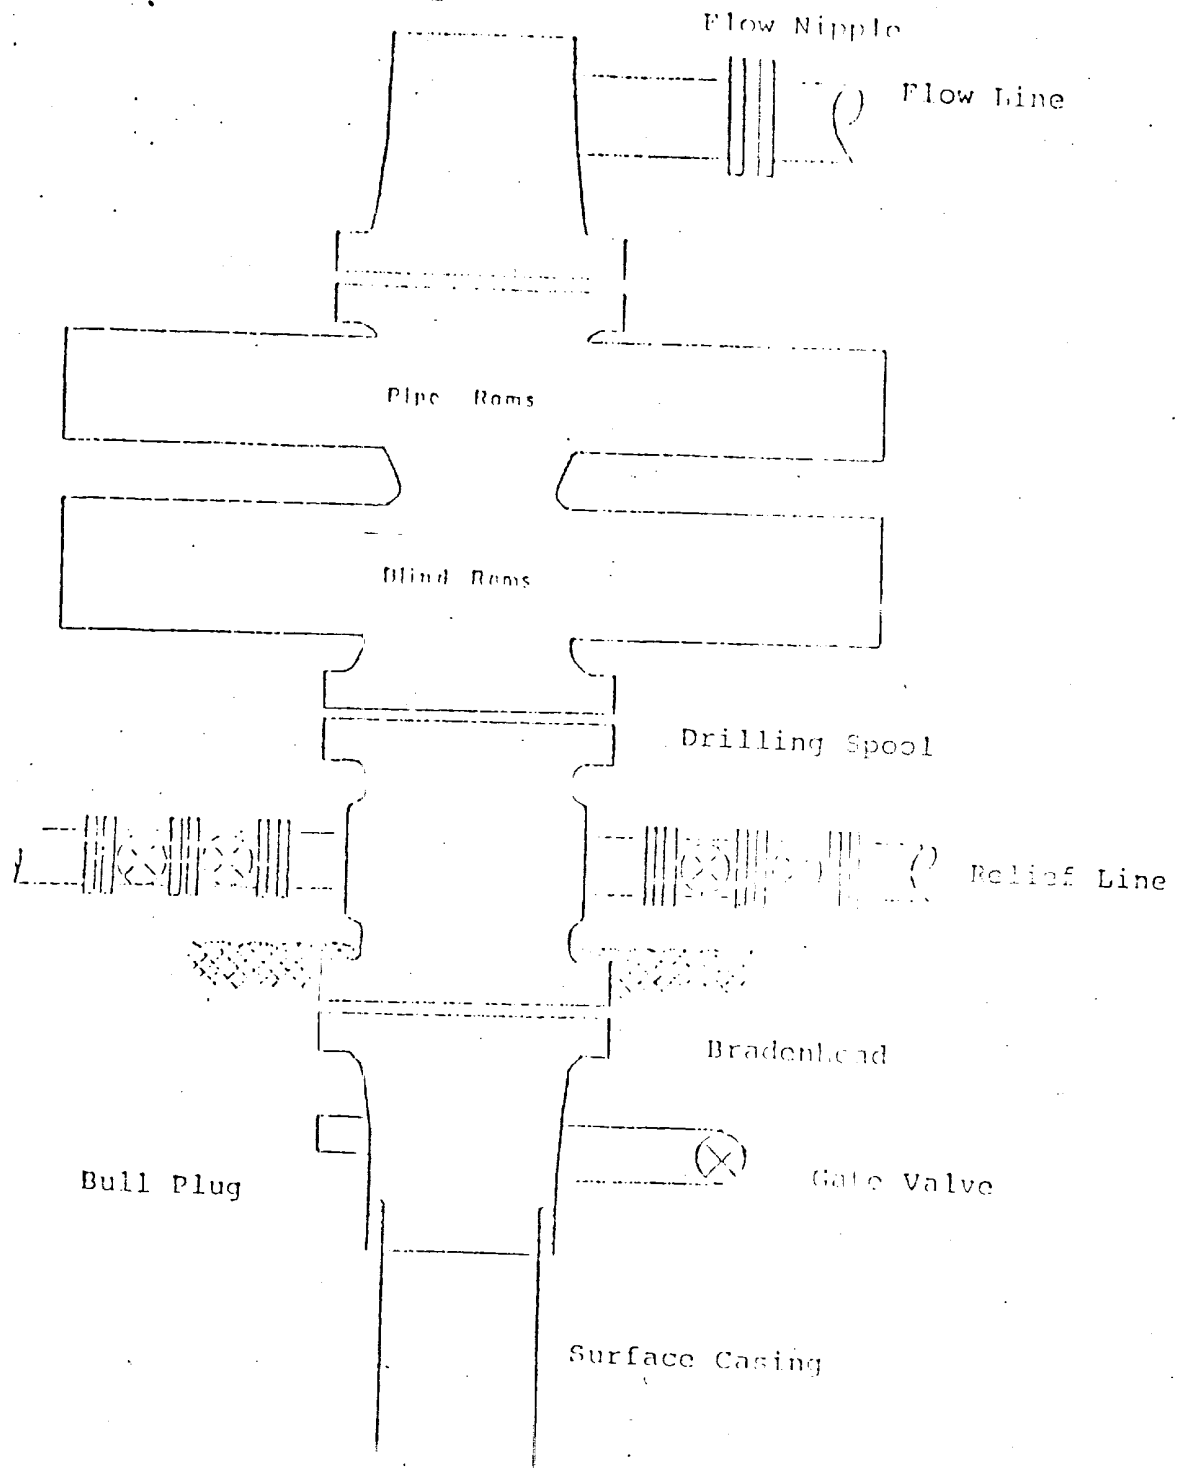 Flow Nipple
Flow Line
Pipe Rams
Blind Rams
Drilling Spool
Relief Line
Bradenhead
Bull Plug
Gate Valve
Surface Casing